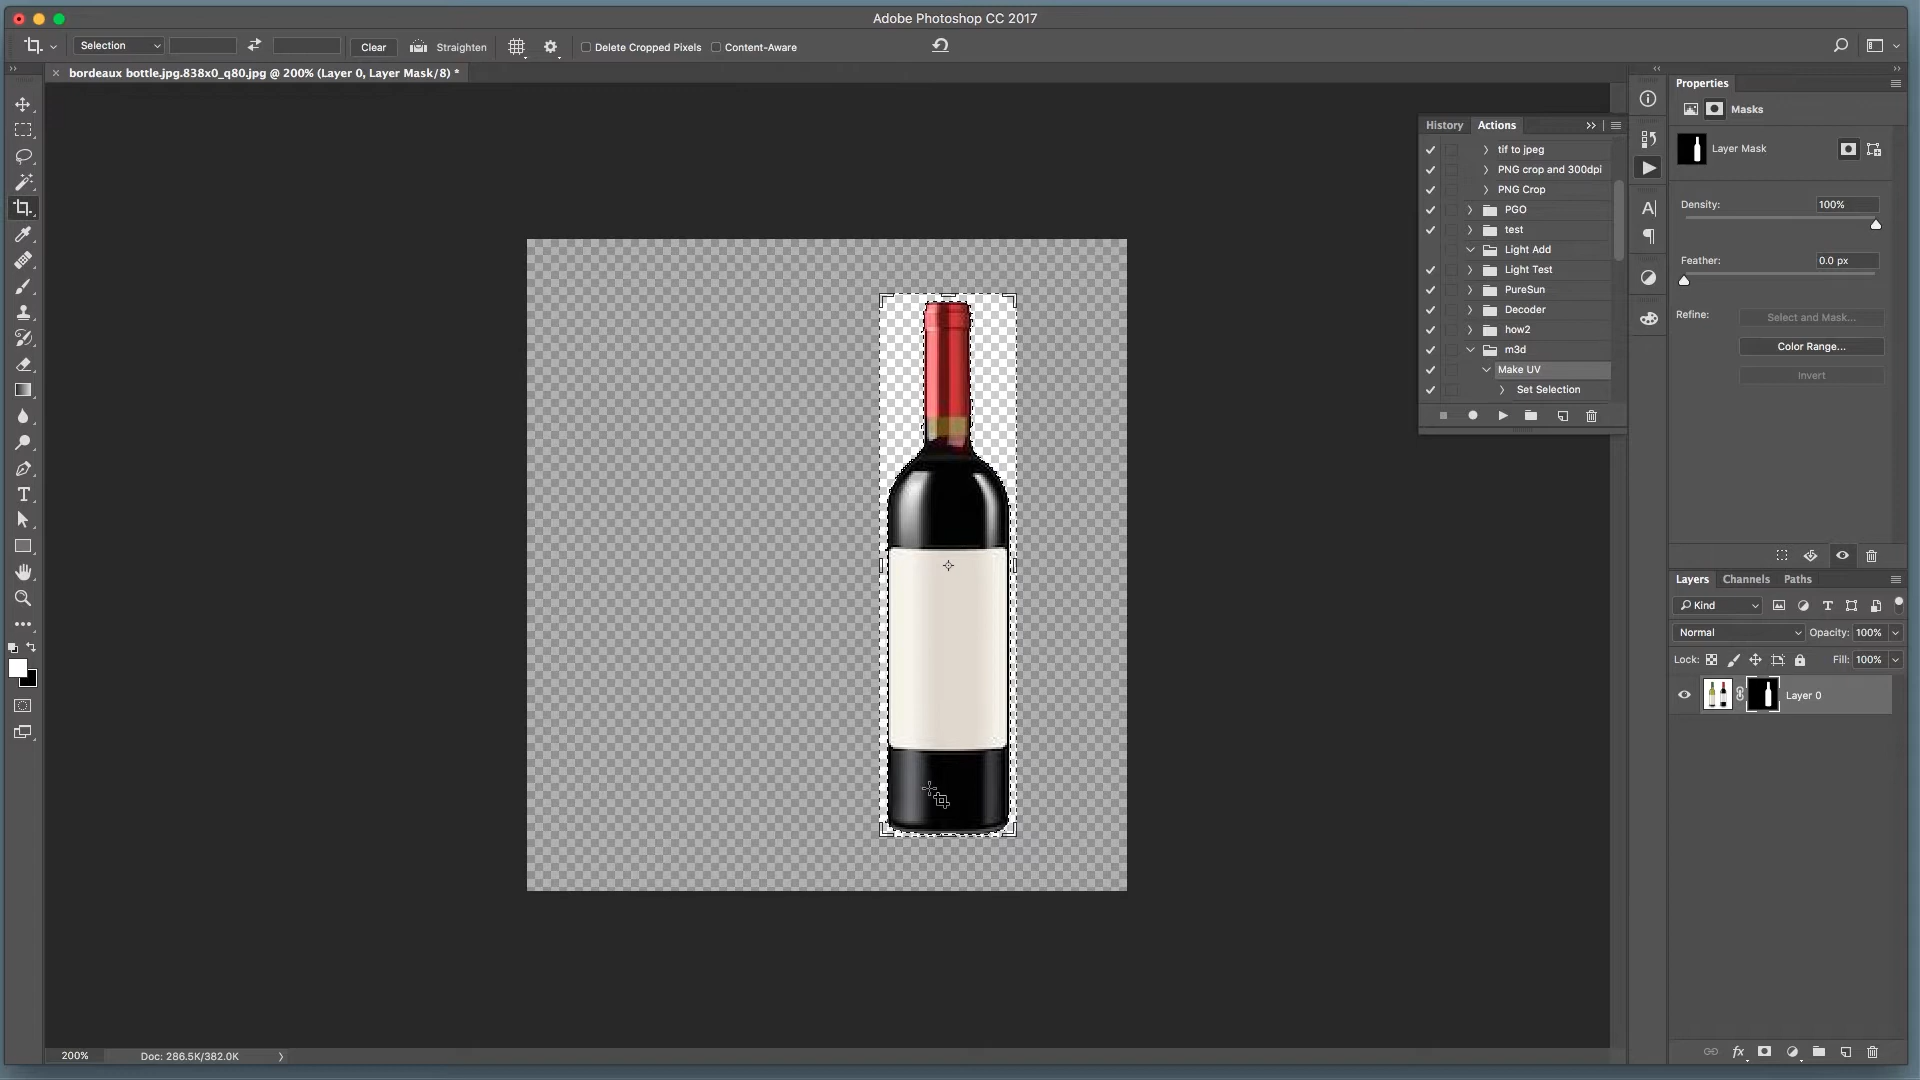 Adobe Photoshop CC 2017
Selection
Clear
Straighten
Delete Cropped Pixels
Content-Aware
bordeaux bottle.jpg.838x0_q80.jpg @ 200% (Layer 0, Layer Mask/8) *
History
Actions
tif to jpeg
PNG crop and 300dpi
PNG Crop
PGO
test
Light Add
Light Test
PureSun
Decoder
how2
m3d
Make UV
Set Selection
Properties
Masks
Layer Mask
Density:
100%
Feather:
0.0 px
Refine:
Select and Mask...
Color Range...
Invert
Layers
Channels
Paths
Kind
Normal
Opacity: 100%
Lock:
Fill: 100%
Layer 0
200%
Doc: 286.5K/382.0K